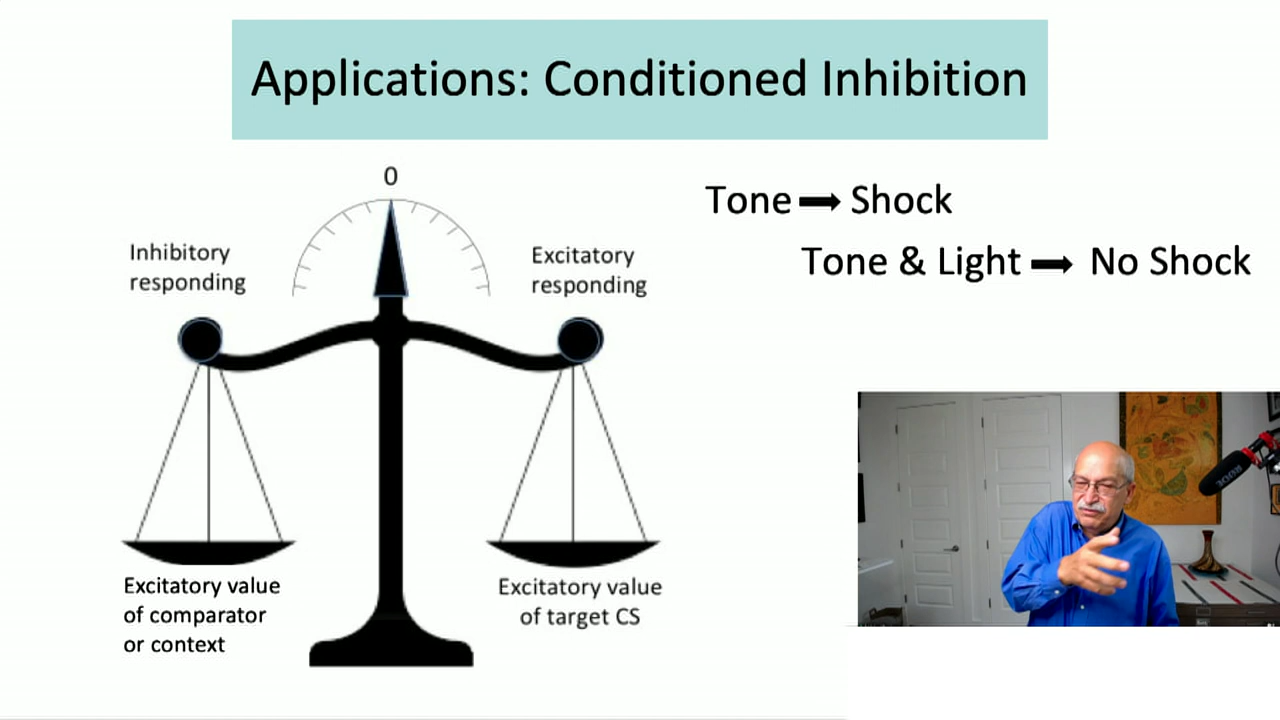 Applications: Conditioned Inhibition
0
Inhibitory
responding
Excitatory
responding
Tone ➡ Shock
Tone & Light ➡ No Shock
Excitatory value
of comparator
or context
Excitatory value
of target CS
RODE